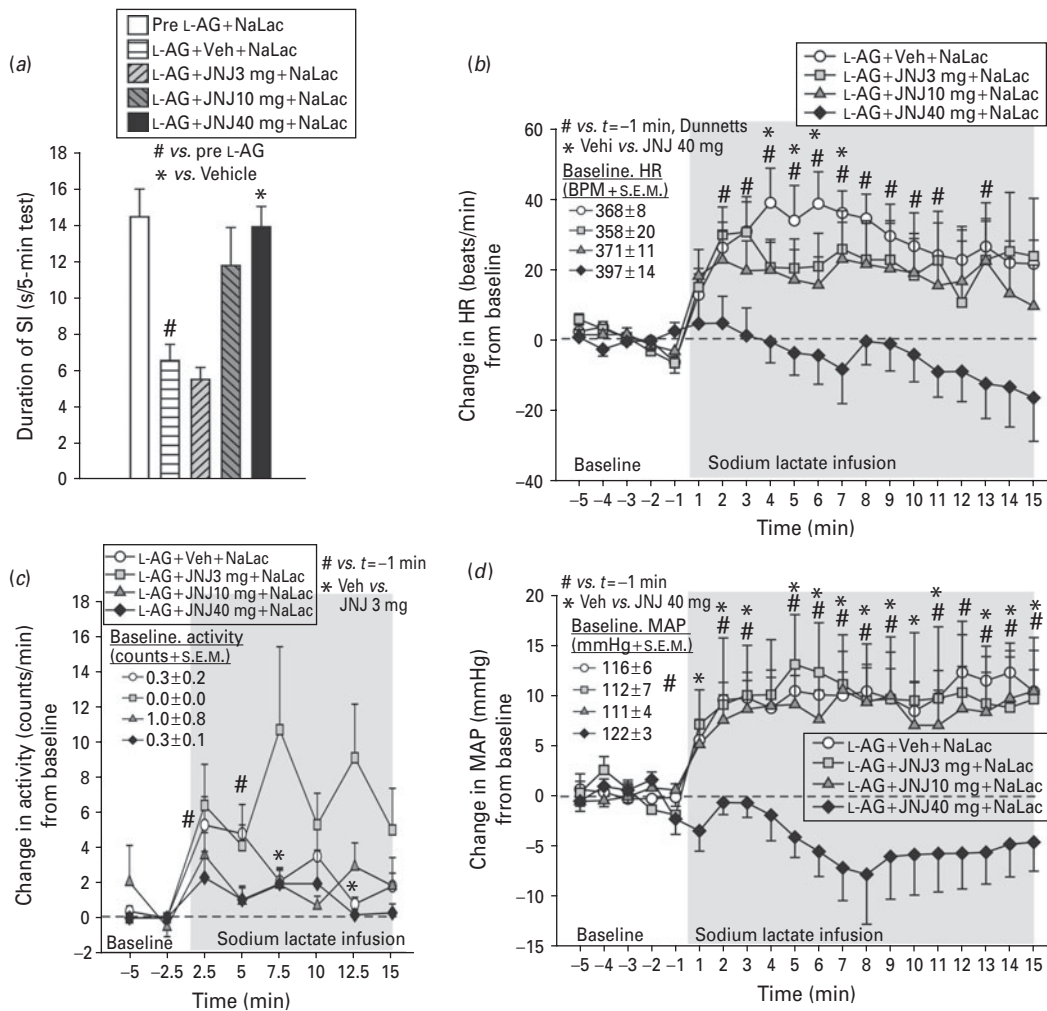 (a)
Pre L-AG+NaLac
L-AG+Veh+NaLac
L-AG+JNJ3 mg+NaLac
L-AG+JNJ10 mg+NaLac
L-AG+JNJ40 mg+NaLac
# vs. pre L-AG
* vs. Vehicle
Duration of SI (s/5-min test)
18
16
14
12
10
8
6
4
2
0
#
*
(b)
L-AG+Veh+NaLac
L-AG+JNJ3 mg+NaLac
L-AG+JNJ10 mg+NaLac
L-AG+JNJ40 mg+NaLac
# vs. t=−1 min, Dunnetts
* Vehi vs. JNJ 40 mg
Baseline. HR
(BPM+S.E.M.)
368±8
358±20
371±11
397±14
Change in HR (beats/min)
from baseline
60
40
20
0
−20
−40
* * * *
# # # # # # # # # # #
Baseline
Sodium lactate infusion
−5 −4 −3 −2 −1 1 2 3 4 5 6 7 8 9 10 11 12 13 14 15
Time (min)
(c)
L-AG+Veh+NaLac
L-AG+JNJ3 mg+NaLac
L-AG+JNJ10 mg+NaLac
L-AG+JNJ40 mg+NaLac
# vs. t=−1 min
* Veh vs.
JNJ 3 mg
Baseline. activity
(counts+S.E.M.)
0.3±0.2
0.0±0.0
1.0±0.8
0.3±0.1
Change in activity (counts/min)
from baseline
18
16
14
12
10
8
6
4
2
0
−2
# #
* *
Baseline
Sodium lactate infusion
−5 −2.5 2.5 5 7.5 10 12.5 15
Time (min)
(d)
# vs. t=−1 min
* Veh vs. JNJ 40 mg
Baseline. MAP
(mmHg+S.E.M.)
116±6
112±7
111±4
122±3
Change in MAP (mmHg)
frrom baseline
20
15
10
5
0
−5
−10
−15
* * * * * * * * * * * * *
# # # # # # # # # # # # #
L-AG+Veh+NaLac
L-AG+JNJ3 mg+NaLac
L-AG+JNJ10 mg+NaLac
L-AG+JNJ40 mg+NaLac
Baseline
Sodium lactate infusion
−5 −4 −3 −2 −1 1 2 3 4 5 6 7 8 9 10 11 12 13 14 15
Time (min)